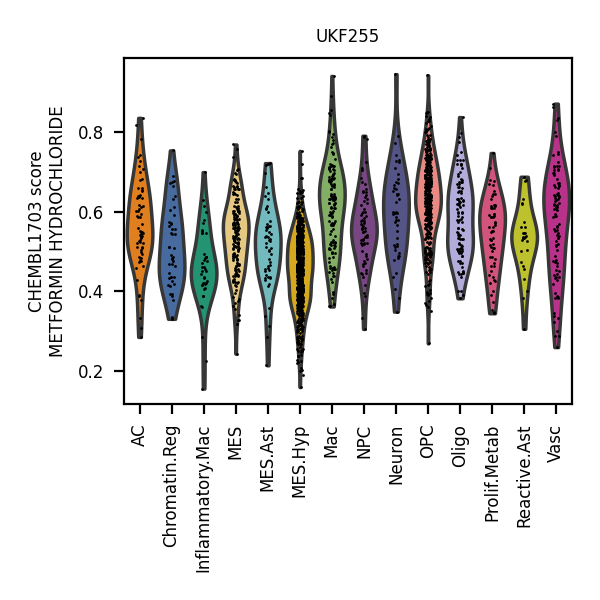 UKF255
CHEMBL1703 score
METFORMIN HYDROCHLORIDE
0.8
0.6
0.4
0.2
AC
Chromatin.Reg
Inflammatory.Mac
MES
MES.Ast
MES.Hyp
Mac
NPC
Neuron
OPC
Oligo
Prolif.Metab
Reactive.Ast
Vasc